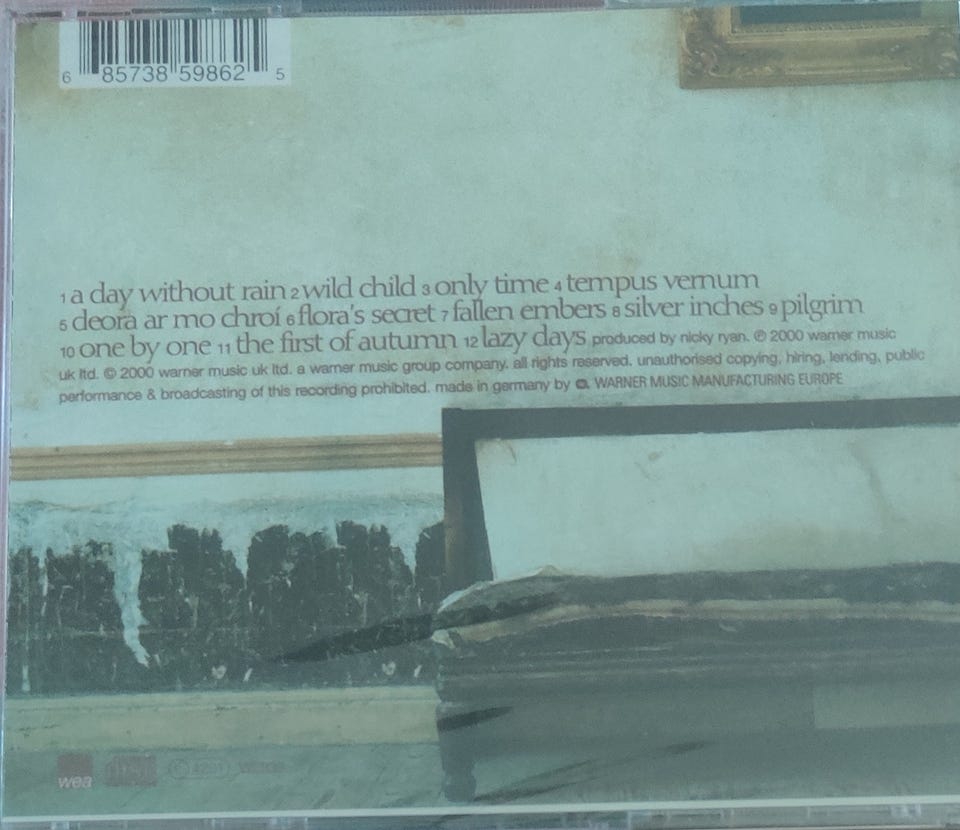 6 85738 59862 5
1 a day without rain 2 wild child 3 only time 4 tempus vernum
5 deora ar mo chroí 6 flora's secret 7 fallen embers 8 silver inches 9 pilgrim
10 one by one 11 the first of autumn 12 lazy days produced by nicky ryan. ℗ 2000 warner music
uk ltd. © 2000 warner music uk ltd. a warner music group company. all rights reserved. unauthorised copying, hiring, lending, public
performance & broadcasting of this recording prohibited. made in germany by WARNER MUSIC MANUFACTURING EUROPE
wea